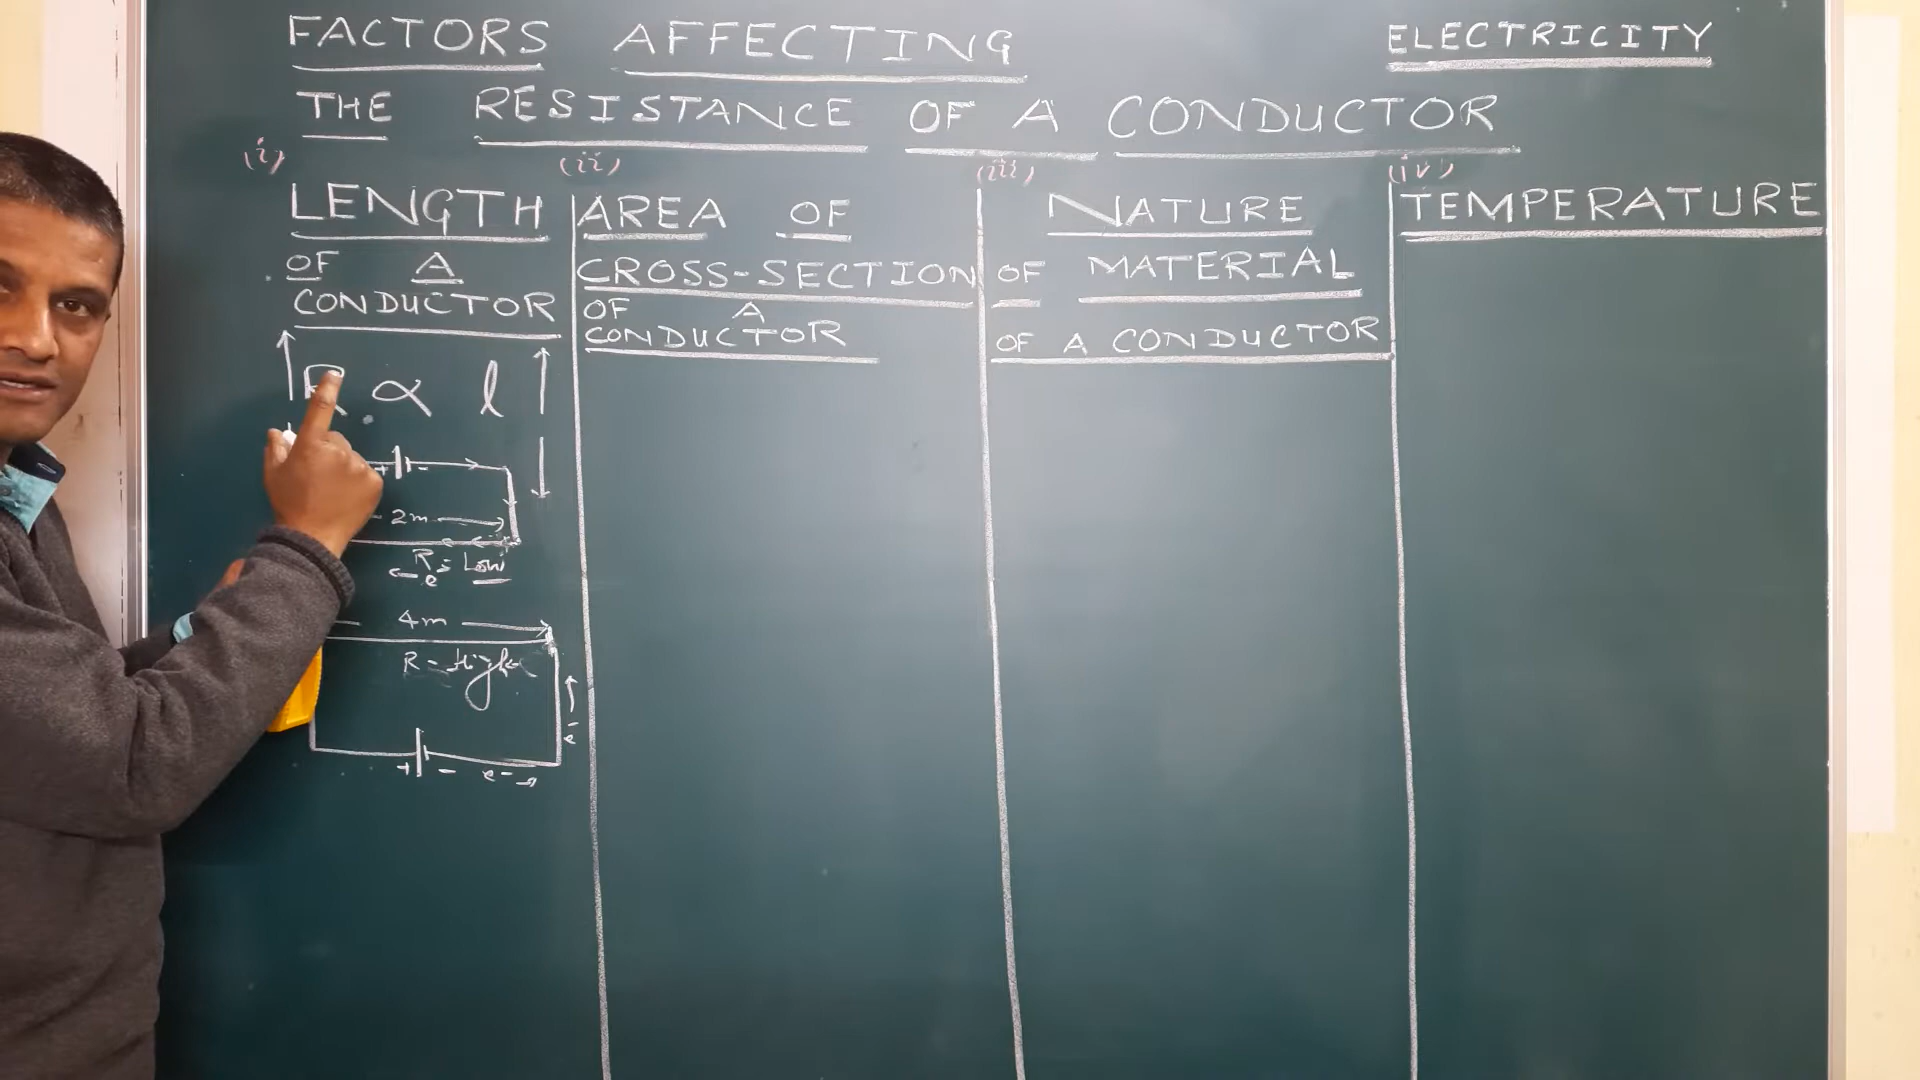 FACTORS AFFECTING
ELECTRICITY
THE RESISTANCE OF A CONDUCTOR
(i)
LENGTH
OF A
CONDUCTOR
R ∝ l
+ -
2m
R = Low
e
4m
R - High
e-
+ - e-
(ii)
AREA OF
CROSS-SECTION
OF A
CONDUCTOR
(iii)
NATURE
OF MATERIAL
OF A CONDUCTOR
(iv)
TEMPERATURE